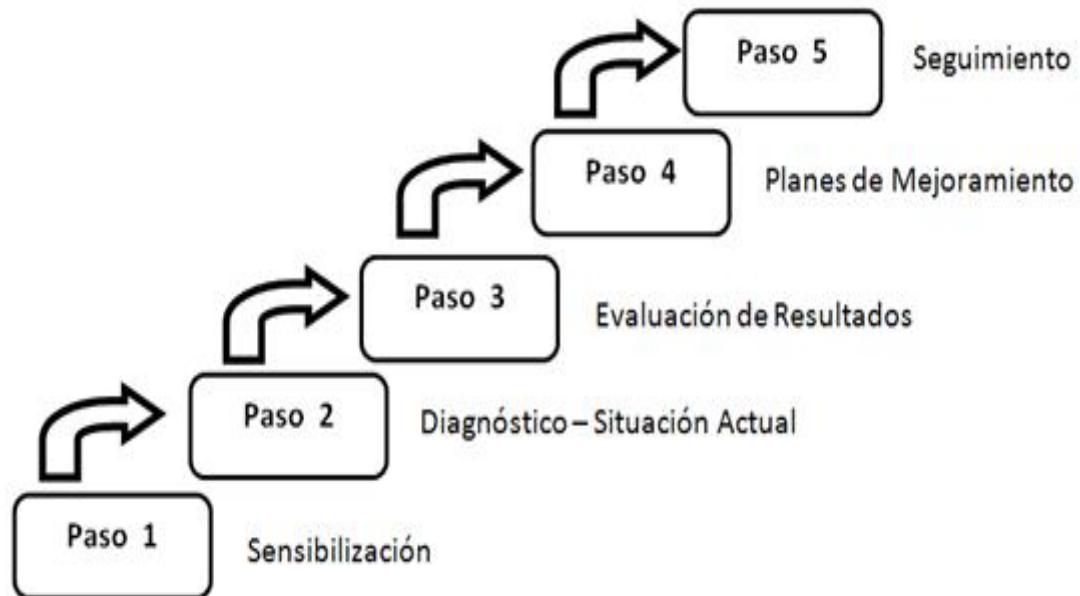 Paso 5
Seguimiento
Paso 4
Planes de Mejoramiento
Paso 3
Evaluación de Resultados
Paso 2
Diagnóstico – Situación Actual
Paso 1
Sensibilización